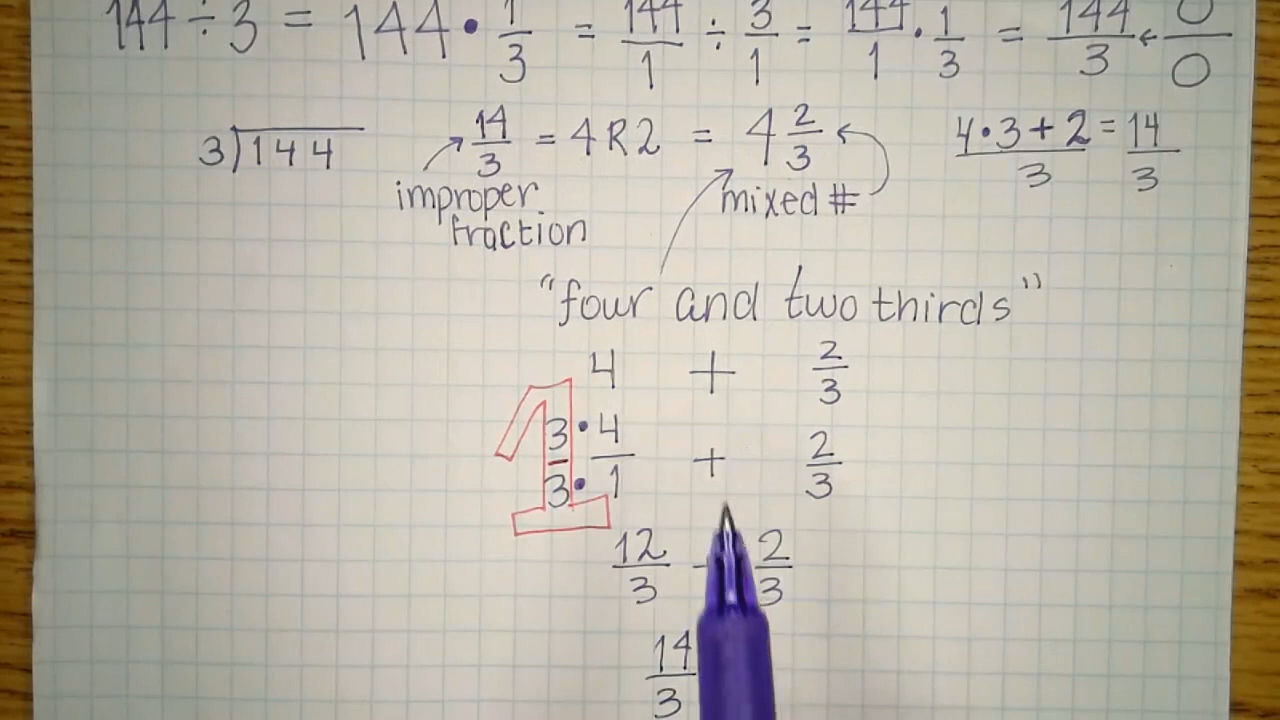 144 ÷ 3 = 144 · 1/3 = 144/1 ÷ 3/1 = 144/1 · 1/3 = 144/3 ← 0/0
3)144
14/3 = 4 R2 = 4 2/3
4·3+2/3 = 14/3
improper fraction
mixed #
"four and two thirds"
4 + 2/3
3/3 · 4/1 + 2/3
12/3 - 2/3
14/3